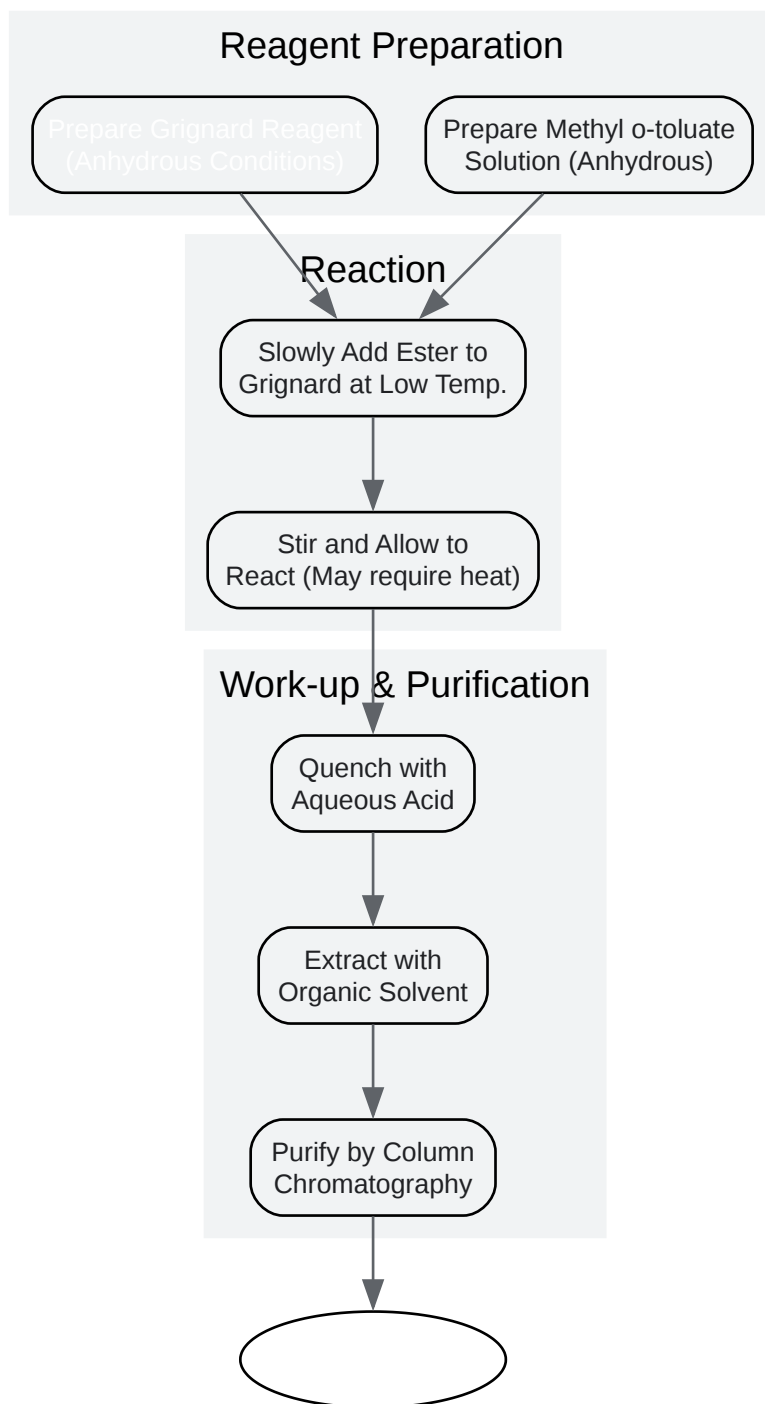 Reagent Preparation
Prepare Grignard Reagent
(Anhydrous Conditions)
Prepare Methyl o-toluate
Solution (Anhydrous)
Reaction
Slowly Add Ester to
Grignard at Low Temp.
Stir and Allow to
React (May require heat)
Work-up & Purification
Quench with
Aqueous Acid
Extract with
Organic Solvent
Purify by Column
Chromatography